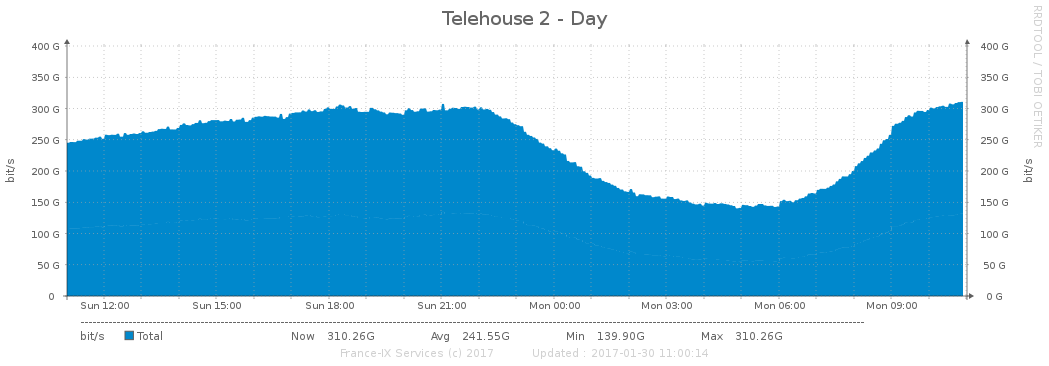 Telehouse 2 - Day
RRDTOOL / TOBI OETIKER
bit/s
400 G
350 G
300 G
250 G
200 G
150 G
100 G
50 G
0
400 G
350 G
300 G
250 G
200 G
150 G
100 G
50 G
0 G
bit/s
Sun 12:00 Sun 15:00 Sun 18:00 Sun 21:00 Mon 00:00 Mon 03:00 Mon 06:00 Mon 09:00
bit/s Total Now 310.26G Avg 241.55G Min 139.90G Max 310.26G
France-IX Services (c) 2017 Updated : 2017-01-30 11:00:14